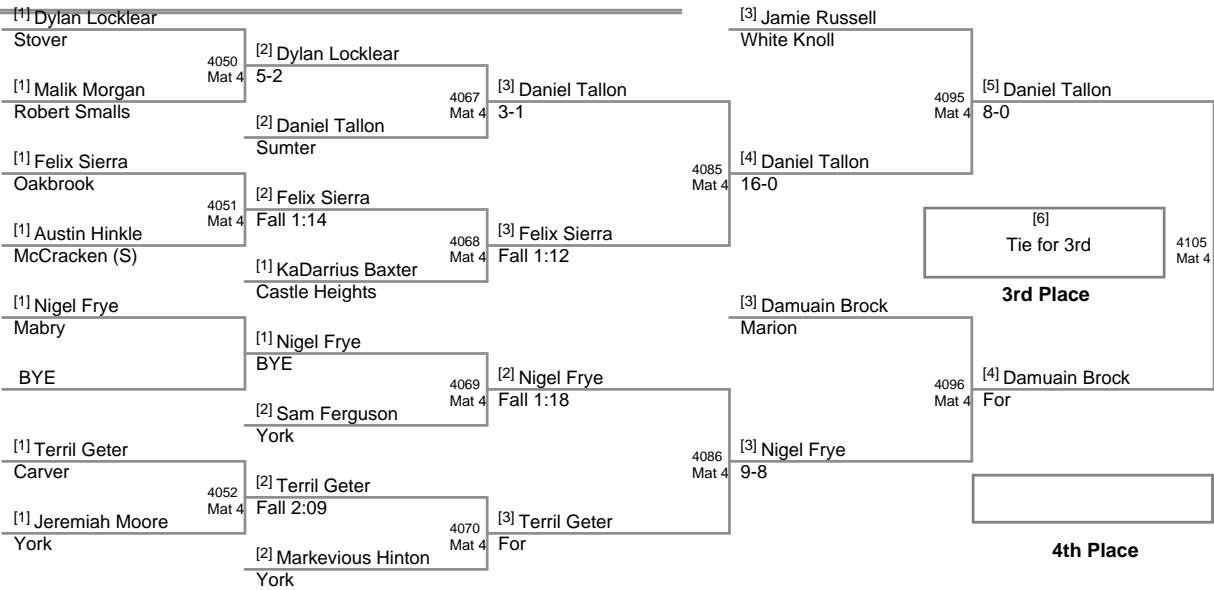 [1] Dylan Locklear
Stover
4050
Mat 4
[1] Malik Morgan
Robert Smalls
[1] Felix Sierra
Oakbrook
4051
Mat 4
[1] Austin Hinkle
McCracken (S)
[1] Nigel Frye
Mabry
BYE
[1] Terril Geter
Carver
4052
Mat 4
[1] Jeremiah Moore
York
[2] Dylan Locklear
5-2
4067
Mat 4
[2] Daniel Tallon
Sumter
[2] Felix Sierra
Fall 1:14
4068
Mat 4
[1] KaDarrius Baxter
Castle Heights
[1] Nigel Frye
BYE
4069
Mat 4
[2] Sam Ferguson
York
[2] Terril Geter
Fall 2:09
4070
Mat 4
[2] Markevious Hinton
York
[3] Daniel Tallon
3-1
4085
Mat 4
[3] Felix Sierra
Fall 1:12
[2] Nigel Frye
Fall 1:18
4086
Mat 4
[3] Terril Geter
For
[3] Jamie Russell
White Knoll
4095
Mat 4
[4] Daniel Tallon
16-0
[3] Damuain Brock
Marion
4096
Mat 4
[3] Nigel Frye
9-8
[5] Daniel Tallon
8-0
[6]
Tie for 3rd
4105
Mat 4
3rd Place
[4] Damuain Brock
For
4th Place